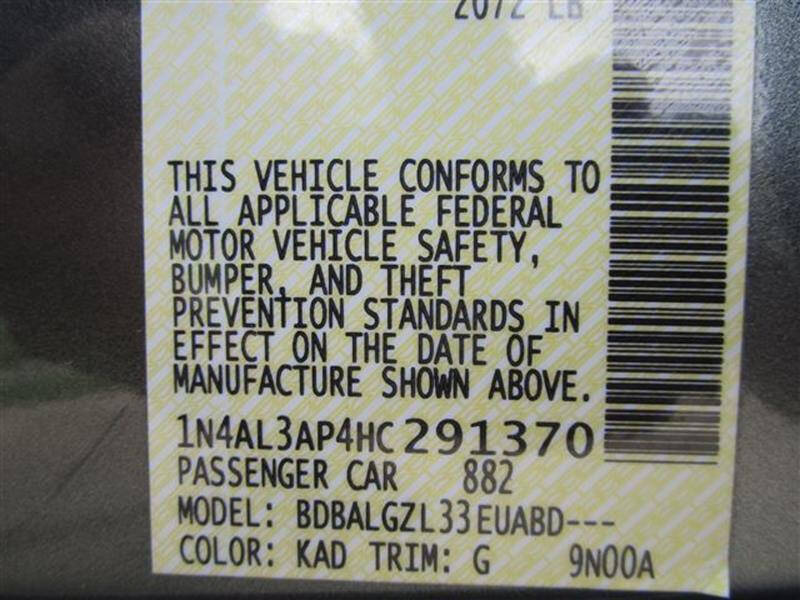 2072 LB
THIS VEHICLE CONFORMS TO
ALL APPLICABLE FEDERAL
MOTOR VEHICLE SAFETY,
BUMPER, AND THEFT
PREVENTION STANDARDS IN
EFFECT ON THE DATE OF
MANUFACTURE SHOWN ABOVE.
1N4AL3AP4HC291370
PASSENGER CAR 882
MODEL: BDBALGZL33EUABD---
COLOR: KAD TRIM: G 9N00A